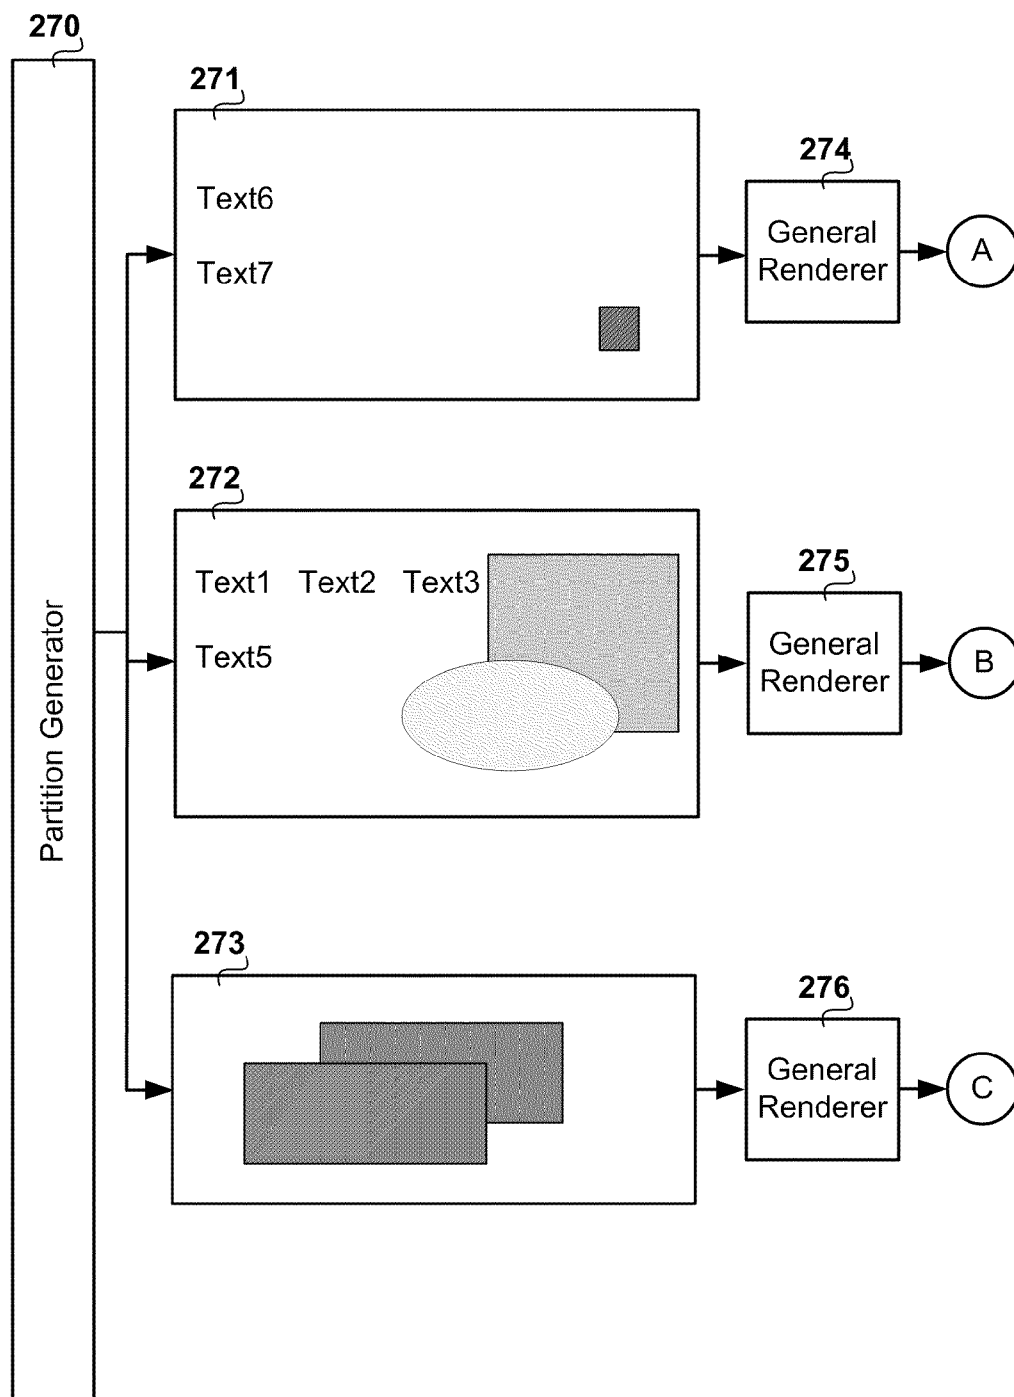 270
271
Text6
Text7
274
General
Renderer
A
272
Text1 Text2 Text3
Text5
275
General
Renderer
B
Partition Generator
273
276
General
Renderer
C